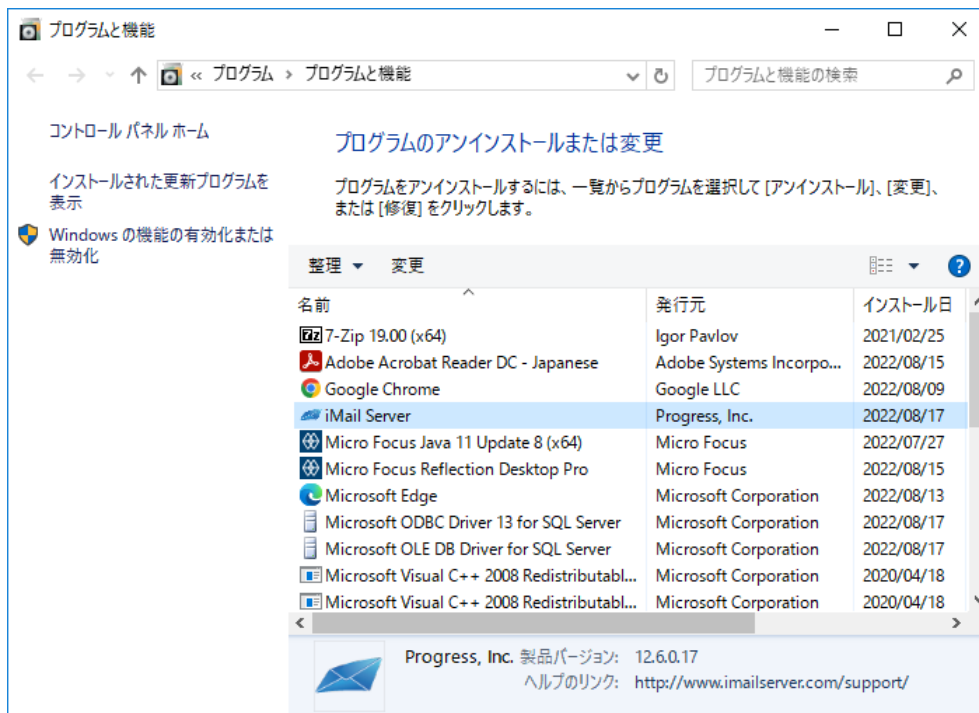 プログラムと機能
« プログラム › プログラムと機能
プログラムと機能の検索
コントロール パネル ホーム
インストールされた更新プログラムを
表示
Windows の機能の有効化または
無効化
プログラムのアンインストールまたは変更
プログラムをアンインストールするには、一覧からプログラムを選択して [アンインストール]、[変更]、
または [修復] をクリックします。
整理 変更
名前 発行元 インストール日
7-Zip 19.00 (x64) Igor Pavlov 2021/02/25
Adobe Acrobat Reader DC - Japanese Adobe Systems Incorpo... 2022/08/15
Google Chrome Google LLC 2022/08/09
iMail Server Progress, Inc. 2022/08/17
Micro Focus Java 11 Update 8 (x64) Micro Focus 2022/07/27
Micro Focus Reflection Desktop Pro Micro Focus 2022/08/15
Microsoft Edge Microsoft Corporation 2022/08/13
Microsoft ODBC Driver 13 for SQL Server Microsoft Corporation 2022/08/17
Microsoft OLE DB Driver for SQL Server Microsoft Corporation 2022/08/17
Microsoft Visual C++ 2008 Redistributabl... Microsoft Corporation 2020/04/18
Microsoft Visual C++ 2008 Redistributabl... Microsoft Corporation 2020/04/18
Progress, Inc. 製品バージョン: 12.6.0.17
ヘルプのリンク: http://www.imailserver.com/support/